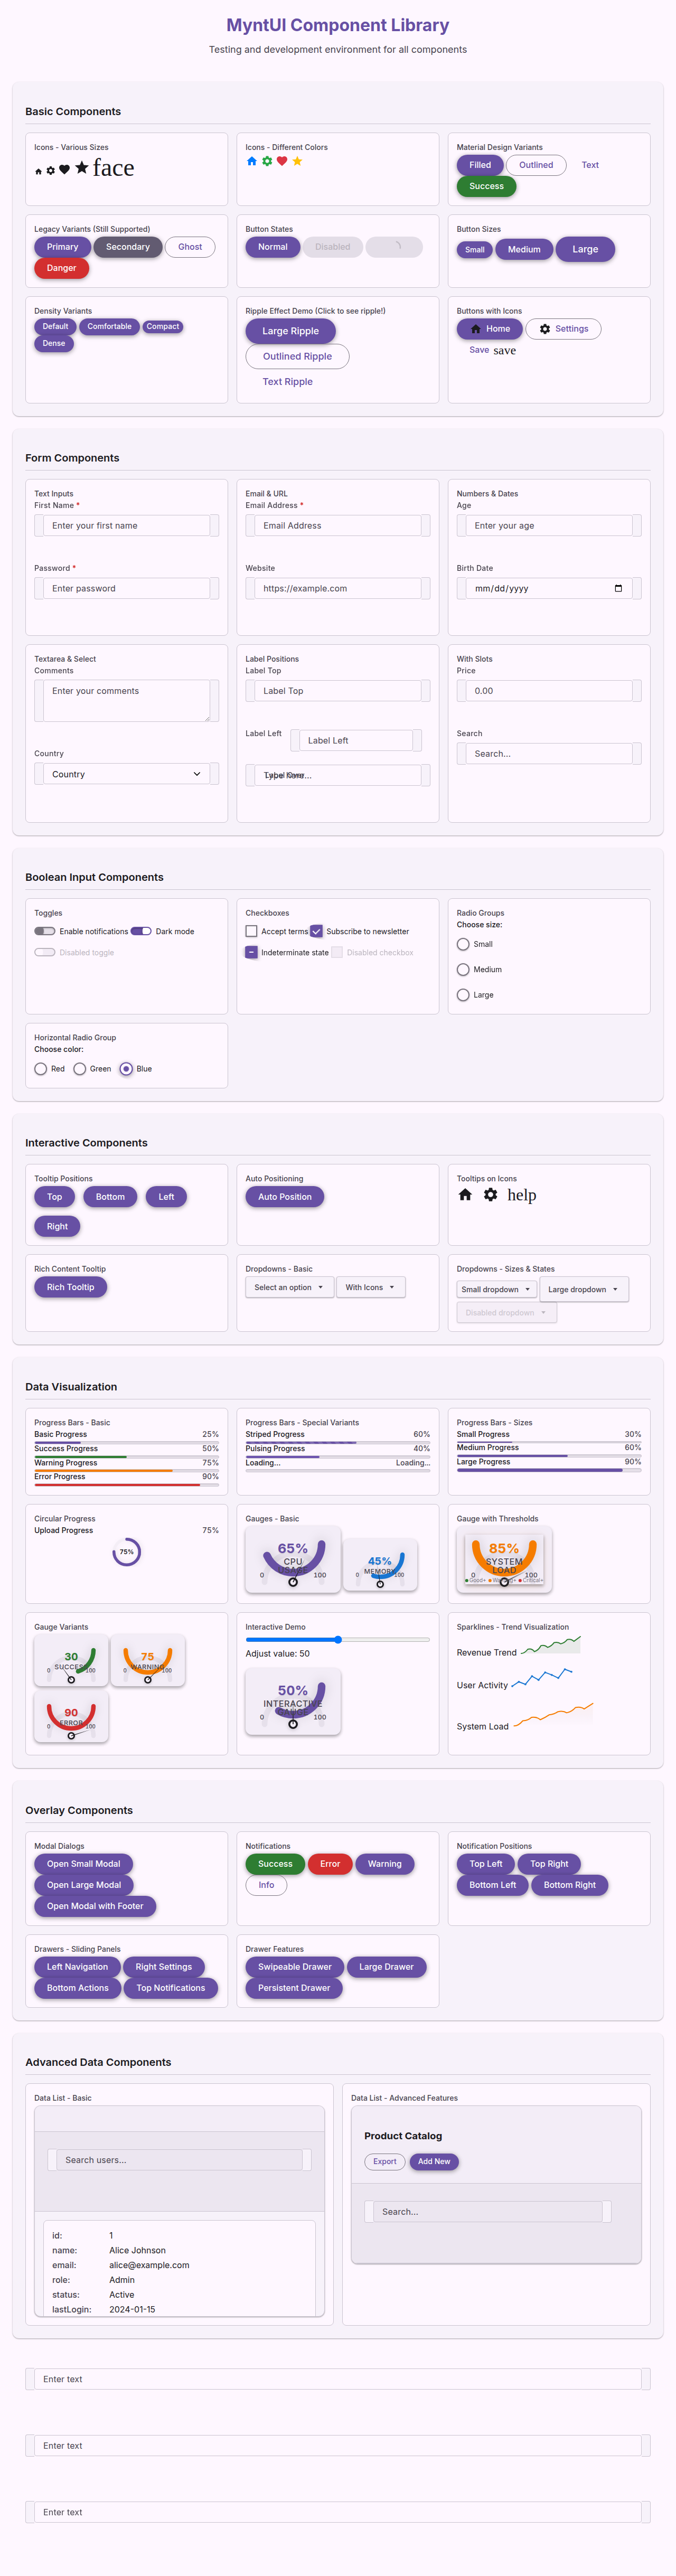 MyntUI Component Library
Testing and development environment for all components
Basic Components
Icons - Various Sizes
face
Icons - Different Colors
Material Design Variants
Filled
Outlined
Text
Success
Legacy Variants (Still Supported)
Primary
Secondary
Ghost
Danger
Button States
Normal
Disabled
Button Sizes
Small
Medium
Large
Density Variants
Default
Comfortable
Compact
Dense
Ripple Effect Demo (Click to see ripple!)
Large Ripple
Outlined Ripple
Text Ripple
Buttons with Icons
Home
Settings
Save save
Form Components
Text Inputs
First Name *
Enter your first name
Password *
Enter password
Email & URL
Email Address *
Email Address
Website
https://example.com
Numbers & Dates
Age
Enter your age
Birth Date
mm/dd/yyyy
Textarea & Select
Comments
Enter your comments
Country
Country
Label Positions
Label Top
Label Top
Label Left
Label Left
With Slots
Price
0.00
Search
Search...
Boolean Input Components
Toggles
Enable notifications
Dark mode
Disabled toggle
Checkboxes
Accept terms
Subscribe to newsletter
Indeterminate state
Disabled checkbox
Radio Groups
Choose size:
Small
Medium
Large
Horizontal Radio Group
Choose color:
Red
Green
Blue
Interactive Components
Tooltip Positions
Top
Bottom
Left
Right
Auto Positioning
Auto Position
Tooltips on Icons
help
Rich Content Tooltip
Rich Tooltip
Dropdowns - Basic
Select an option
With Icons
Dropdowns - Sizes & States
Small dropdown
Large dropdown
Disabled dropdown
Data Visualization
Progress Bars - Basic
Basic Progress 25%
Success Progress 50%
Warning Progress 75%
Error Progress 90%
Progress Bars - Special Variants
Striped Progress 60%
Pulsing Progress 40%
Loading... Loading...
Progress Bars - Sizes
Small Progress 30%
Medium Progress 60%
Large Progress 90%
Circular Progress
Upload Progress 75%
75%
Gauges - Basic
65%
CPU
USAGE
0 100
45%
MEMORY
0 100
Gauge with Thresholds
85%
SYSTEM
LOAD
0 100
Gauge Variants
30
SUCCESS
0 100
75
WARNING
0 100
90
ERROR
0 100
Interactive Demo
Adjust value: 50
50%
INTERACTIVE
0 100
Sparklines - Trend Visualization
Revenue Trend
User Activity
System Load
Overlay Components
Modal Dialogs
Open Small Modal
Open Large Modal
Open Modal with Footer
Notifications
Success
Error
Warning
Info
Notification Positions
Top Left
Top Right
Bottom Left
Bottom Right
Drawers - Sliding Panels
Left Navigation
Right Settings
Bottom Actions
Top Notifications
Drawer Features
Swipeable Drawer
Large Drawer
Persistent Drawer
Advanced Data Components
Data List - Basic
Search users...
id: 1
name: Alice Johnson
email: alice@example.com
role: Admin
status: Active
lastLogin: 2024-01-15
Data List - Advanced Features
Product Catalog
Export
Add New
Search...
Enter text
Enter text
Enter text